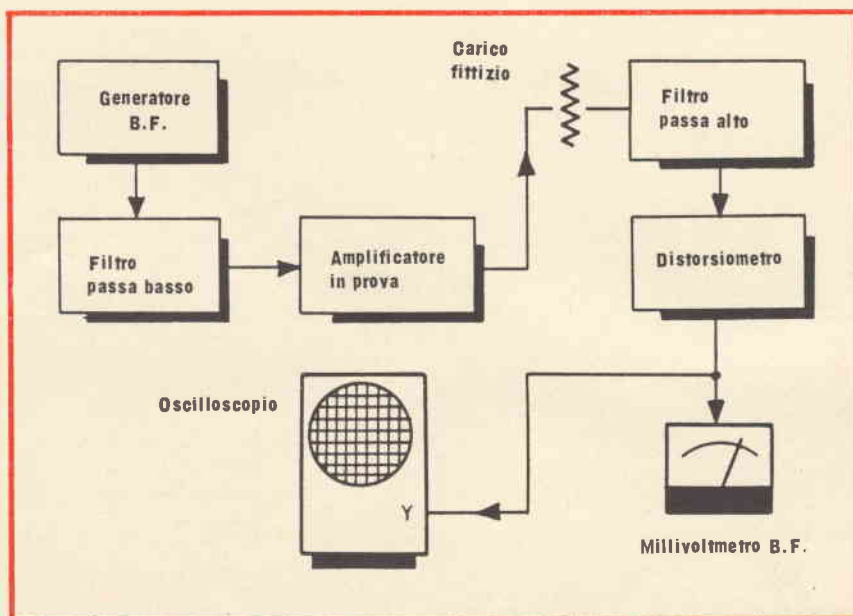 Generatore
B.F.
Carico
fittizio
Filtro
passa alto
Filtro
passa basso
Amplificatore
in prova
Distorsiometro
Oscilloscopio
Y
Millivoltmetro B.F.